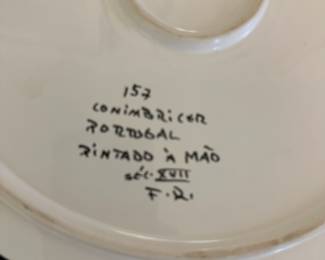 157
CONIMBRICER
PORTUGAL
PINTADO À MÃO
séc. XVII
F.R.